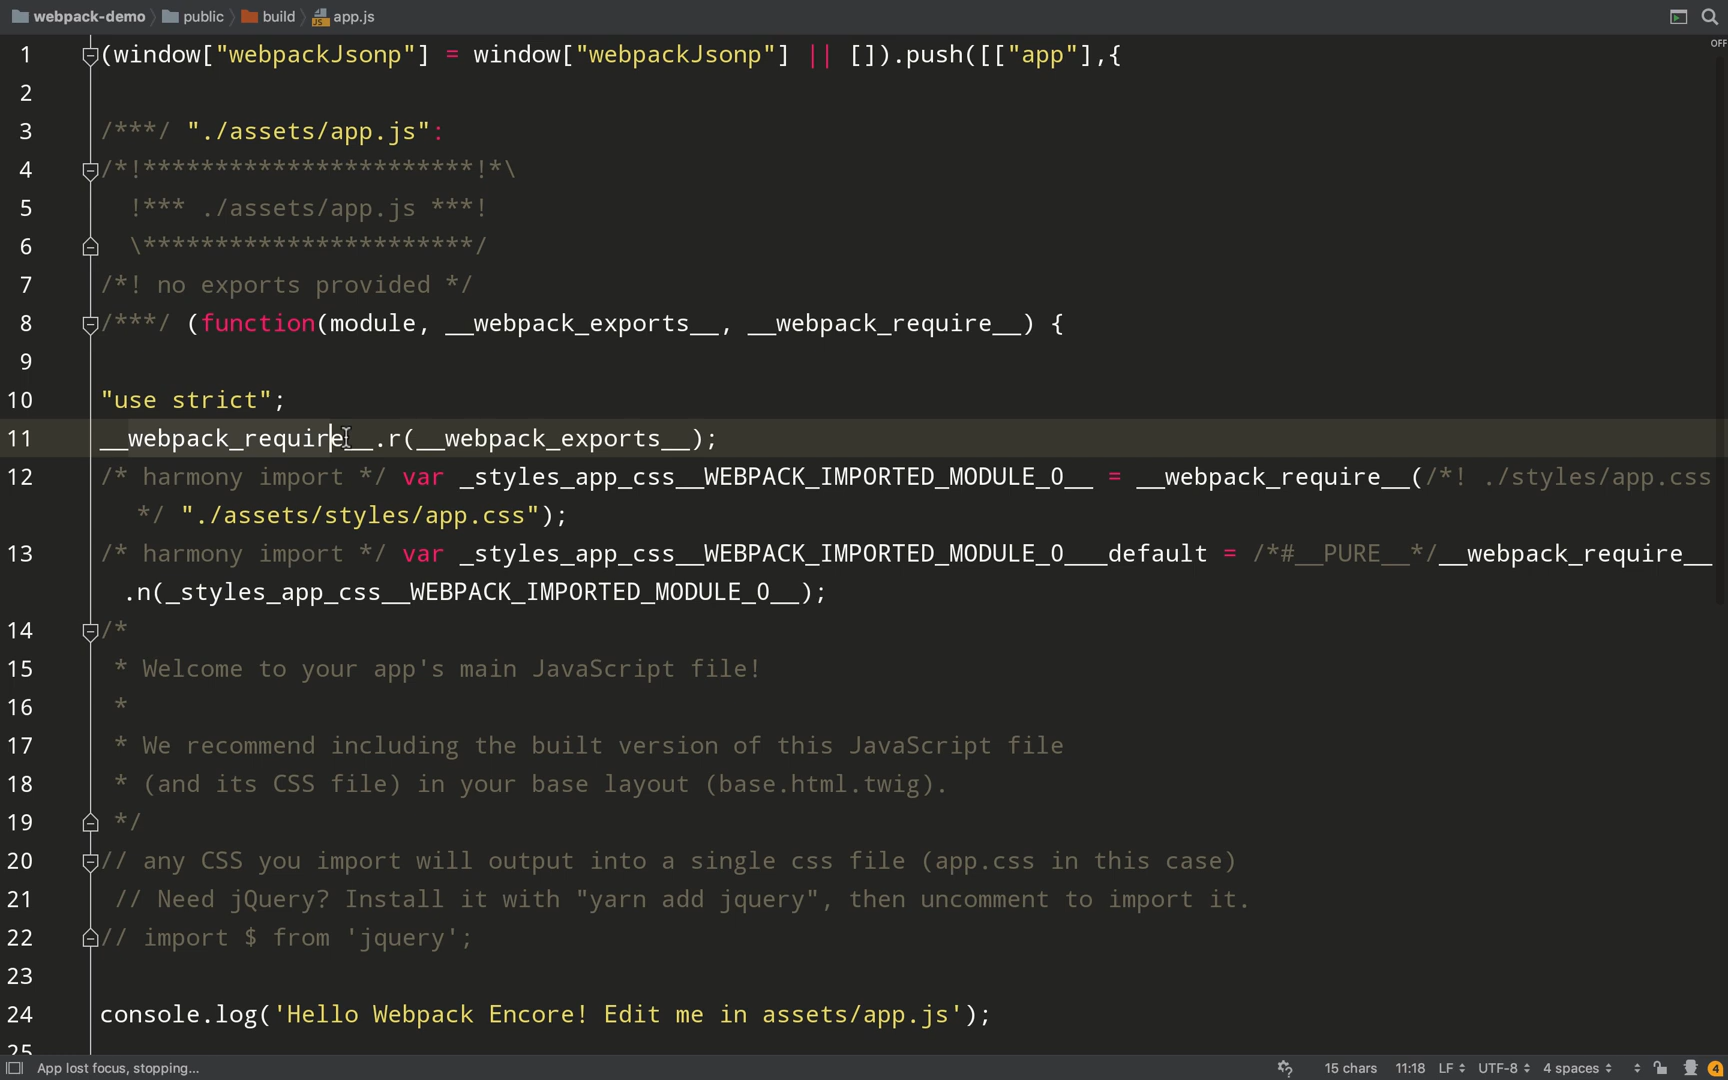 webpack-demo public build app.js
OFF
1 (window["webpackJsonp"] = window["webpackJsonp"] || []).push([["app"],{
2
3 /***/ "./assets/app.js":
4 /*!***********************!*\
5   !*** ./assets/app.js ***!
6   \***********************/
7 /*! no exports provided */
8 /***/ (function(module, __webpack_exports__, __webpack_require__) {
9
10 "use strict";
11 __webpack_require__.r(__webpack_exports__);
12 /* harmony import */ var _styles_app_css__WEBPACK_IMPORTED_MODULE_0__ = __webpack_require__(/*! ./styles/app.css
*/ "./assets/styles/app.css");
13 /* harmony import */ var _styles_app_css__WEBPACK_IMPORTED_MODULE_0___default = /*#__PURE__*/__webpack_require__
.n(_styles_app_css__WEBPACK_IMPORTED_MODULE_0__);
14 /*
15  * Welcome to your app's main JavaScript file!
16  *
17  * We recommend including the built version of this JavaScript file
18  * (and its CSS file) in your base layout (base.html.twig).
19  */
20 // any CSS you import will output into a single css file (app.css in this case)
21  // Need jQuery? Install it with "yarn add jquery", then uncomment to import it.
22 // import $ from 'jquery';
23
24 console.log('Hello Webpack Encore! Edit me in assets/app.js');
25
App lost focus, stopping... 15 chars 11:18 LF UTF-8 4 spaces 4